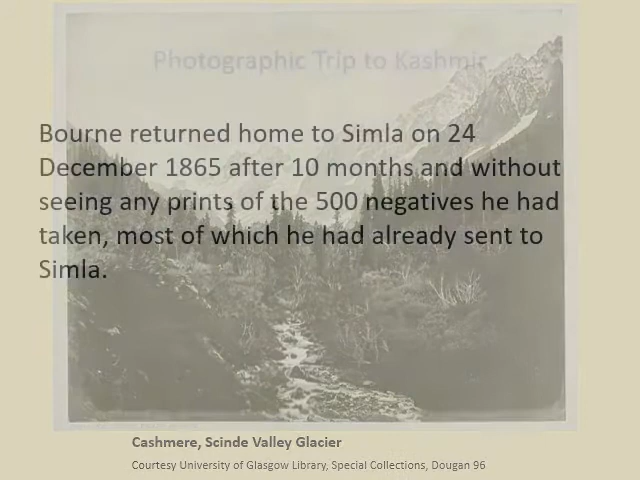 Photographic Trip to Kashmir
Bourne returned home to Simla on 24
December 1865 after 10 months and without
seeing any prints of the 500 negatives he had
taken, most of which he had already sent to
Simla.
Cashmere, Scinde Valley Glacier
Courtesy University of Glasgow Library, Special Collections, Dougan 96